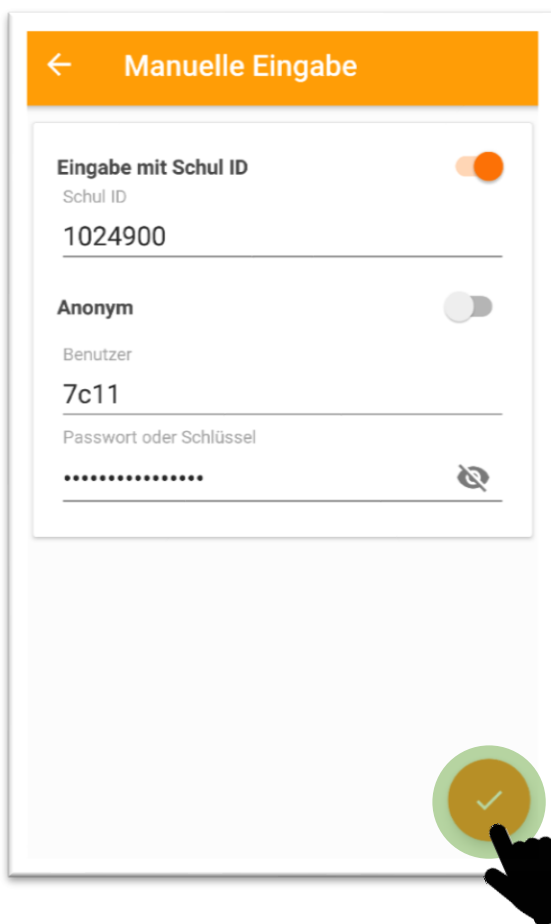 Manuelle Eingabe
Eingabe mit Schul ID
Schul ID
1024900
Anonym
Benutzer
7c11
Passwort oder Schlüssel
••••••••••••••••